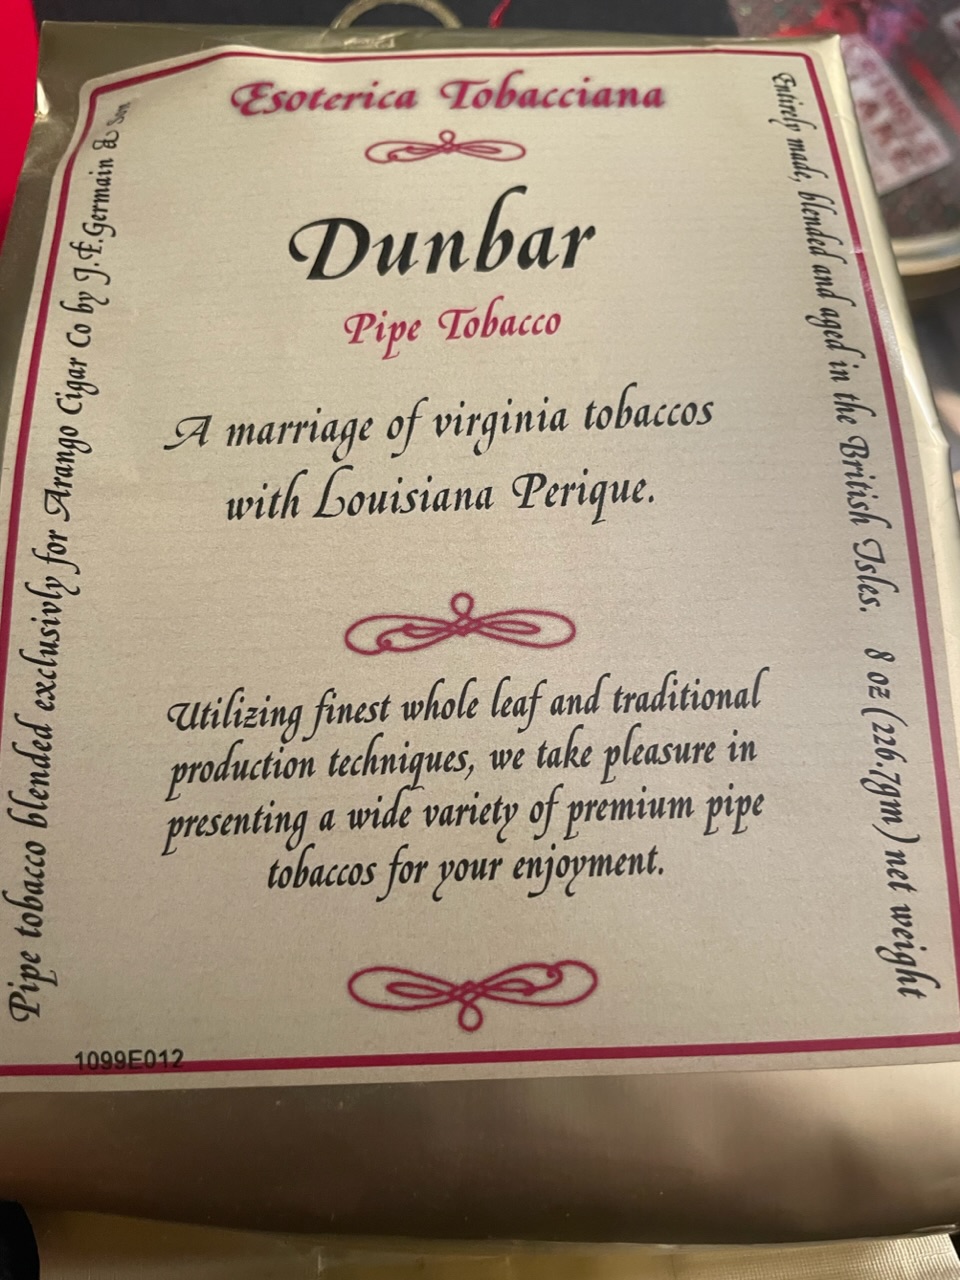 Esoterica Tobacciana
Dunbar
Pipe Tobacco
A marriage of virginia tobaccos
with Louisiana Perique.
Utilizing finest whole leaf and traditional
production techniques, we take pleasure in
presenting a wide variety of premium pipe
tobaccos for your enjoyment.
Pipe tobacco blended exclusivly for Arango Cigar Co by J.E.Germain & Son
Entirely made, blended and aged in the British Isles. 8 oz (226.7gm) net weight
1099E012